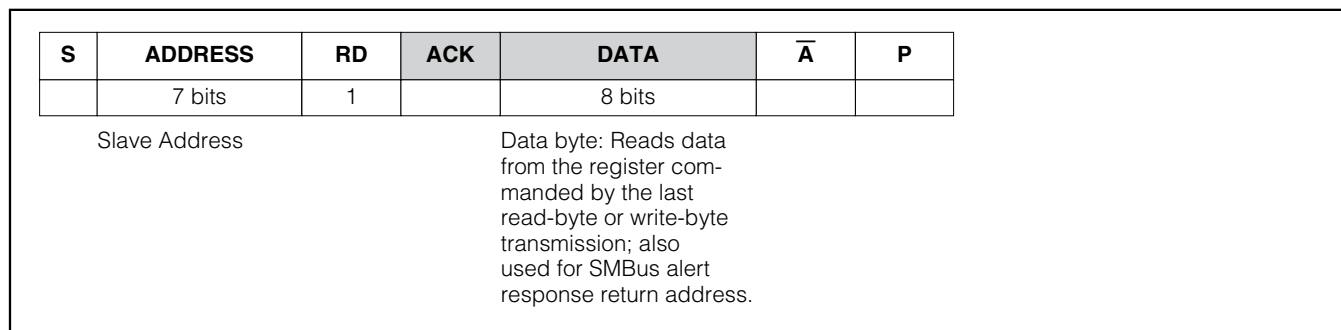 S ADDRESS RD ACK DATA A̅ P
7 bits 1 8 bits
Slave Address
Data byte: Reads data
from the register com-
manded by the last
read-byte or write-byte
transmission; also
used for SMBus alert
response return address.